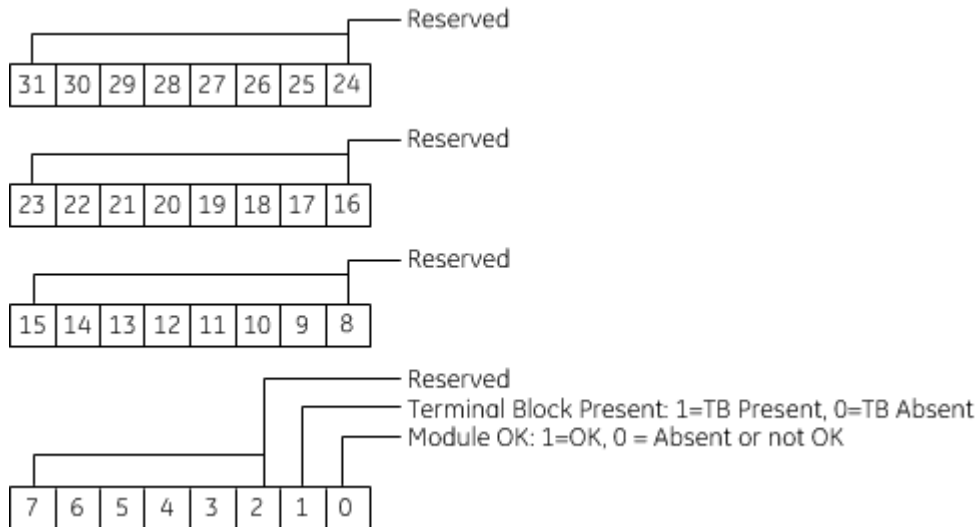 Reserved
31 30 29 28 27 26 25 24
Reserved
23 22 21 20 19 18 17 16
Reserved
15 14 13 12 11 10 9 8
Reserved
Terminal Block Present: 1=TB Present, 0=TB Absent
Module OK: 1=OK, 0 = Absent or not OK
7 6 5 4 3 2 1 0